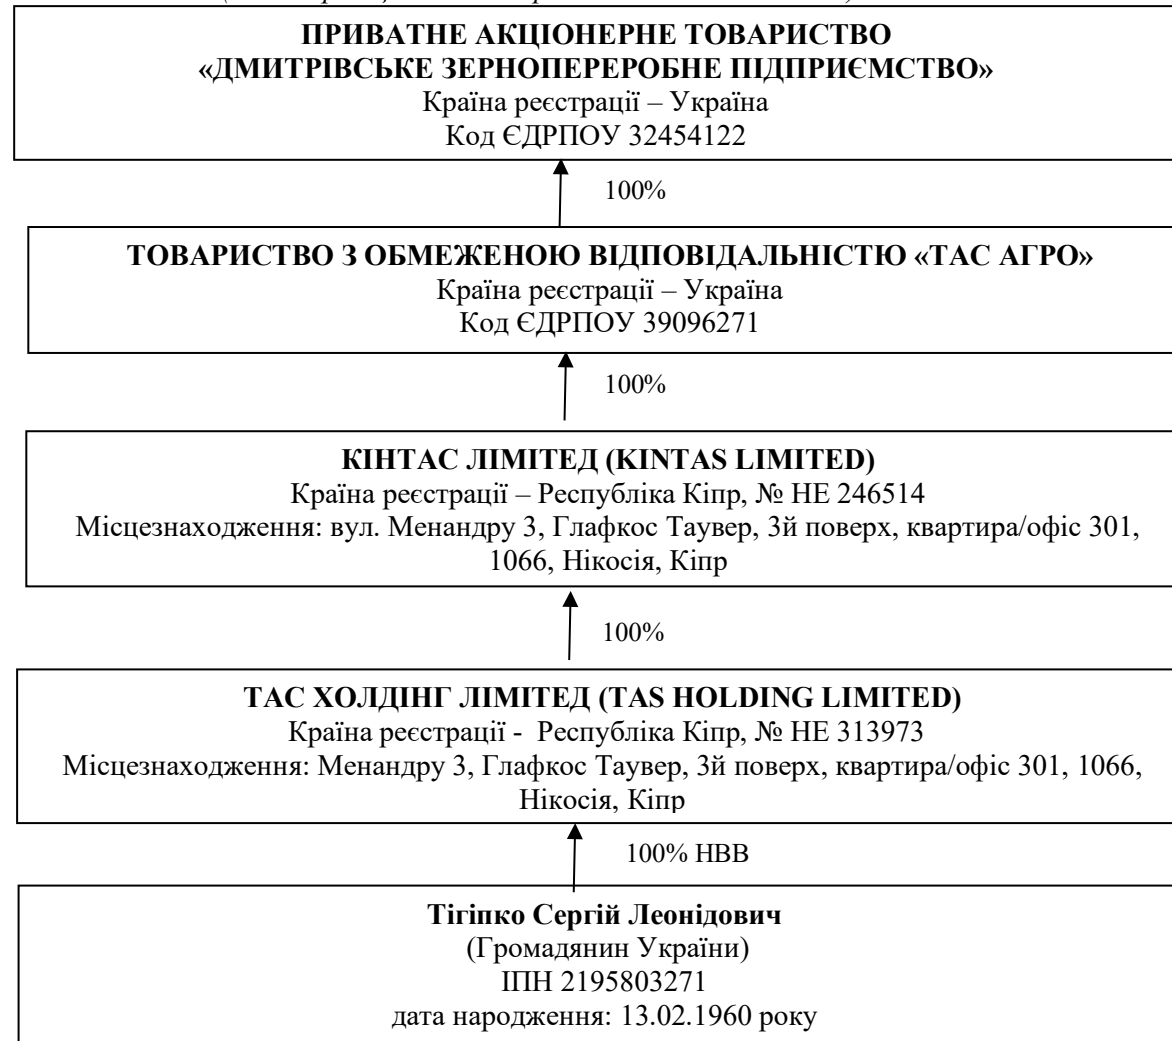 ПРИВАТНЕ АКЦІОНЕРНЕ ТОВАРИСТВО
«ДМИТРІВСЬКЕ ЗЕРНОПЕРЕРОБНЕ ПІДПРИЄМСТВО»
Країна реєстрації – Україна
Код ЄДРПОУ 32454122
100%
ТОВАРИСТВО З ОБМЕЖЕНОЮ ВІДПОВІДАЛЬНІСТЮ «ТАС АГРО»
Країна реєстрації – Україна
Код ЄДРПОУ 39096271
100%
КІНТАС ЛІМІТЕД (KINTAS LIMITED)
Країна реєстрації – Республіка Кіпр, № НЕ 246514
Місцезнаходження: вул. Менандру 3, Глафкос Таувер, 3й поверх, квартира/офіс 301,
1066, Нікосія, Кіпр
100%
ТАС ХОЛДІНГ ЛІМІТЕД (TAS HOLDING LIMITED)
Країна реєстрації - Республіка Кіпр, № НЕ 313973
Місцезнаходження: Менандру 3, Глафкос Таувер, 3й поверх, квартира/офіс 301, 1066,
Нікосія, Кіпр
100% НВВ
Тігіпко Сергій Леонідович
(Громадянин України)
ІПН 2195803271
дата народження: 13.02.1960 року